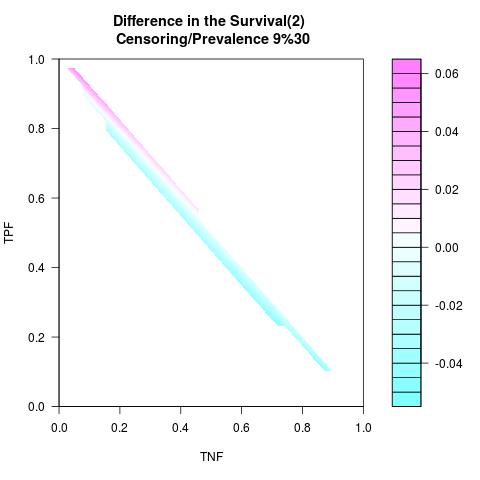 Difference in the Survival(2)
Censoring/Prevalence 9%30
1.0
0.8
0.6
0.4
0.2
0.0
TPF
0.0 0.2 0.4 0.6 0.8 1.0
TNF
0.06
0.04
0.02
0.00
-0.02
-0.04